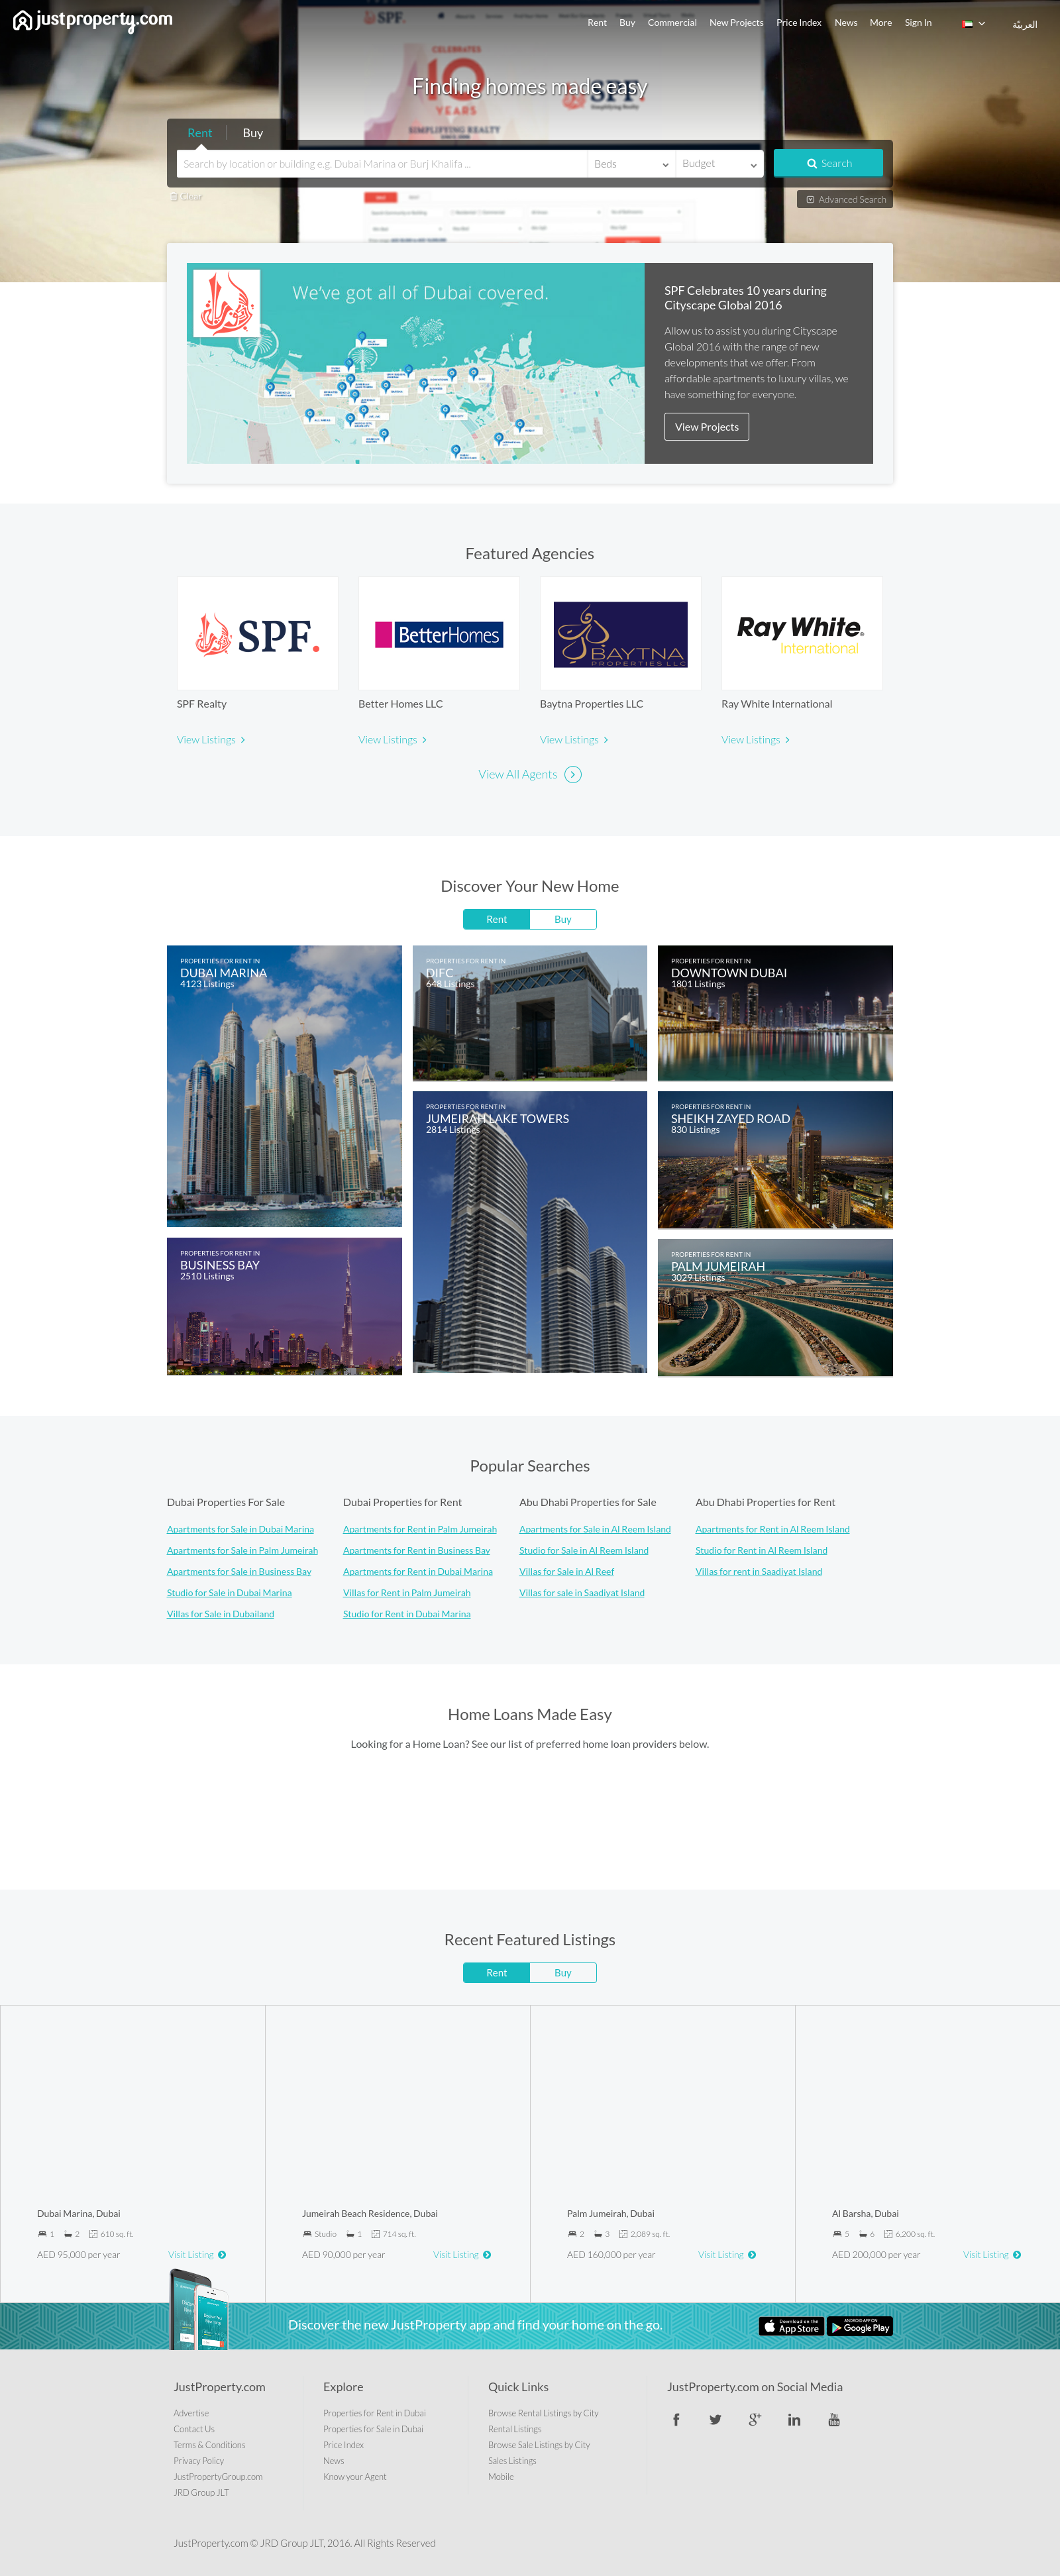 justproperty.com
Rent Buy Commercial New Projects Price Index News More Sign In العربيّة
Finding homes made easy
Rent Buy
Search by location or building e.g. Dubai Marina or Burj Khalifa ... Beds Budget Search
Clear Advanced Search
We've got all of Dubai covered.
SPF Celebrates 10 years during
Cityscape Global 2016
Allow us to assist you during Cityscape
Global 2016 with the range of new
developments that we offer. From
affordable apartments to luxury villas, we
have something for everyone.
View Projects
Featured Agencies
SPF.
BetterHomes
BAYTNA
PROPERTIES LLC
Ray White
International
SPF Realty
Better Homes LLC
Baytna Properties LLC
Ray White International
View Listings
View Listings
View Listings
View Listings
View All Agents
Discover Your New Home
Rent Buy
PROPERTIES FOR RENT IN
DUBAI MARINA
4123 Listings
PROPERTIES FOR RENT IN
DIFC
648 Listings
PROPERTIES FOR RENT IN
DOWNTOWN DUBAI
1801 Listings
PROPERTIES FOR RENT IN
JUMEIRAH LAKE TOWERS
2814 Listings
PROPERTIES FOR RENT IN
SHEIKH ZAYED ROAD
830 Listings
PROPERTIES FOR RENT IN
BUSINESS BAY
2510 Listings
PROPERTIES FOR RENT IN
PALM JUMEIRAH
3029 Listings
Popular Searches
Dubai Properties For Sale
Apartments for Sale in Dubai Marina
Apartments for Sale in Palm Jumeirah
Apartments for Sale in Business Bay
Studio for Sale in Dubai Marina
Villas for Sale in Dubailand
Dubai Properties for Rent
Apartments for Rent in Palm Jumeirah
Apartments for Rent in Business Bay
Apartments for Rent in Dubai Marina
Villas for Rent in Palm Jumeirah
Studio for Rent in Dubai Marina
Abu Dhabi Properties for Sale
Apartments for Sale in Al Reem Island
Studio for Sale in Al Reem Island
Villas for Sale in Al Reef
Villas for sale in Saadiyat Island
Abu Dhabi Properties for Rent
Apartments for Rent in Al Reem Island
Studio for Rent in Al Reem Island
Villas for rent in Saadiyat Island
Home Loans Made Easy
Looking for a Home Loan? See our list of preferred home loan providers below.
Recent Featured Listings
Rent Buy
Dubai Marina, Dubai
1 2 610 sq. ft.
AED 95,000 per year Visit Listing
Jumeirah Beach Residence, Dubai
Studio 1 714 sq. ft.
AED 90,000 per year Visit Listing
Palm Jumeirah, Dubai
2 3 2,089 sq. ft.
AED 160,000 per year Visit Listing
Al Barsha, Dubai
5 6 6,200 sq. ft.
AED 200,000 per year Visit Listing
Discover the new JustProperty app and find your home on the go.
Download on the
App Store
ANDROID APP ON
Google Play
JustProperty.com
Advertise
Contact Us
Terms & Conditions
Privacy Policy
JustPropertyGroup.com
JRD Group JLT
Explore
Properties for Rent in Dubai
Properties for Sale in Dubai
Price Index
News
Know your Agent
Quick Links
Browse Rental Listings by City
Rental Listings
Browse Sale Listings by City
Sales Listings
Mobile
JustProperty.com on Social Media
JustProperty.com © JRD Group JLT, 2016. All Rights Reserved